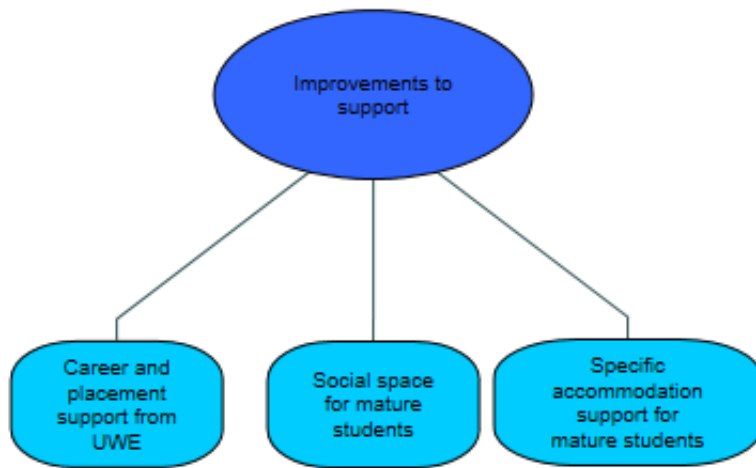 Improvements to
support
Career and
placement
support from
UWE
Social space
for mature
students
Specific
accommodation
support for
mature students